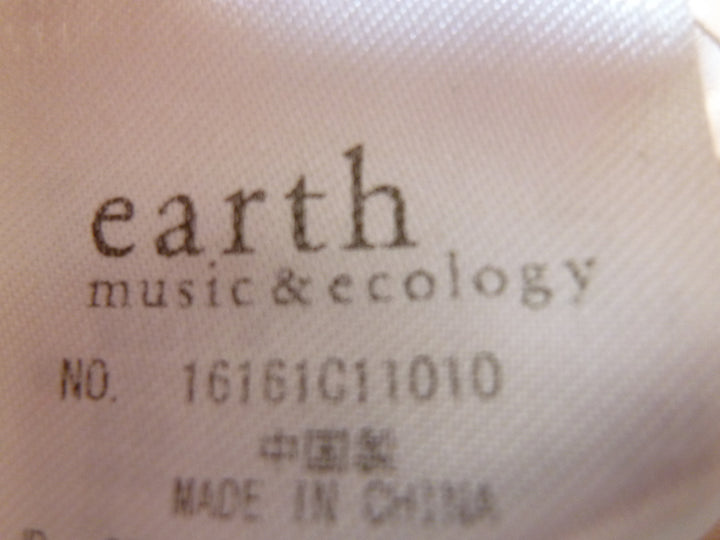 earth
music & ecology
NO. 16161C11010
中国製
MADE IN CHINA